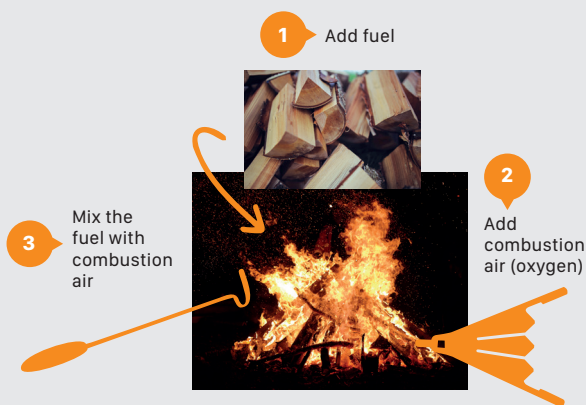 1
Add fuel
2
Add
combustion
air (oxygen)
3
Mix the
fuel with
combustion
air